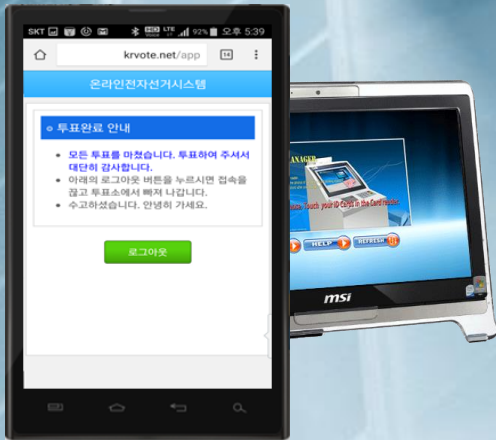 SKT LTE 92% 오후 5:39
krvote.net/app 14
온라인전자선거시스템
투표완료 안내
모든 투표를 마쳤습니다. 투표하여 주셔서
대단히 감사합니다.
아래의 로그아웃 버튼을 누르시면 접속을
끊고 투표소에서 빠져 나갑니다.
수고하셨습니다. 안녕히 가세요.
로그아웃
ANAGER
Touch your ID Cards in the Card reader.
HELP
REFRESH
msi